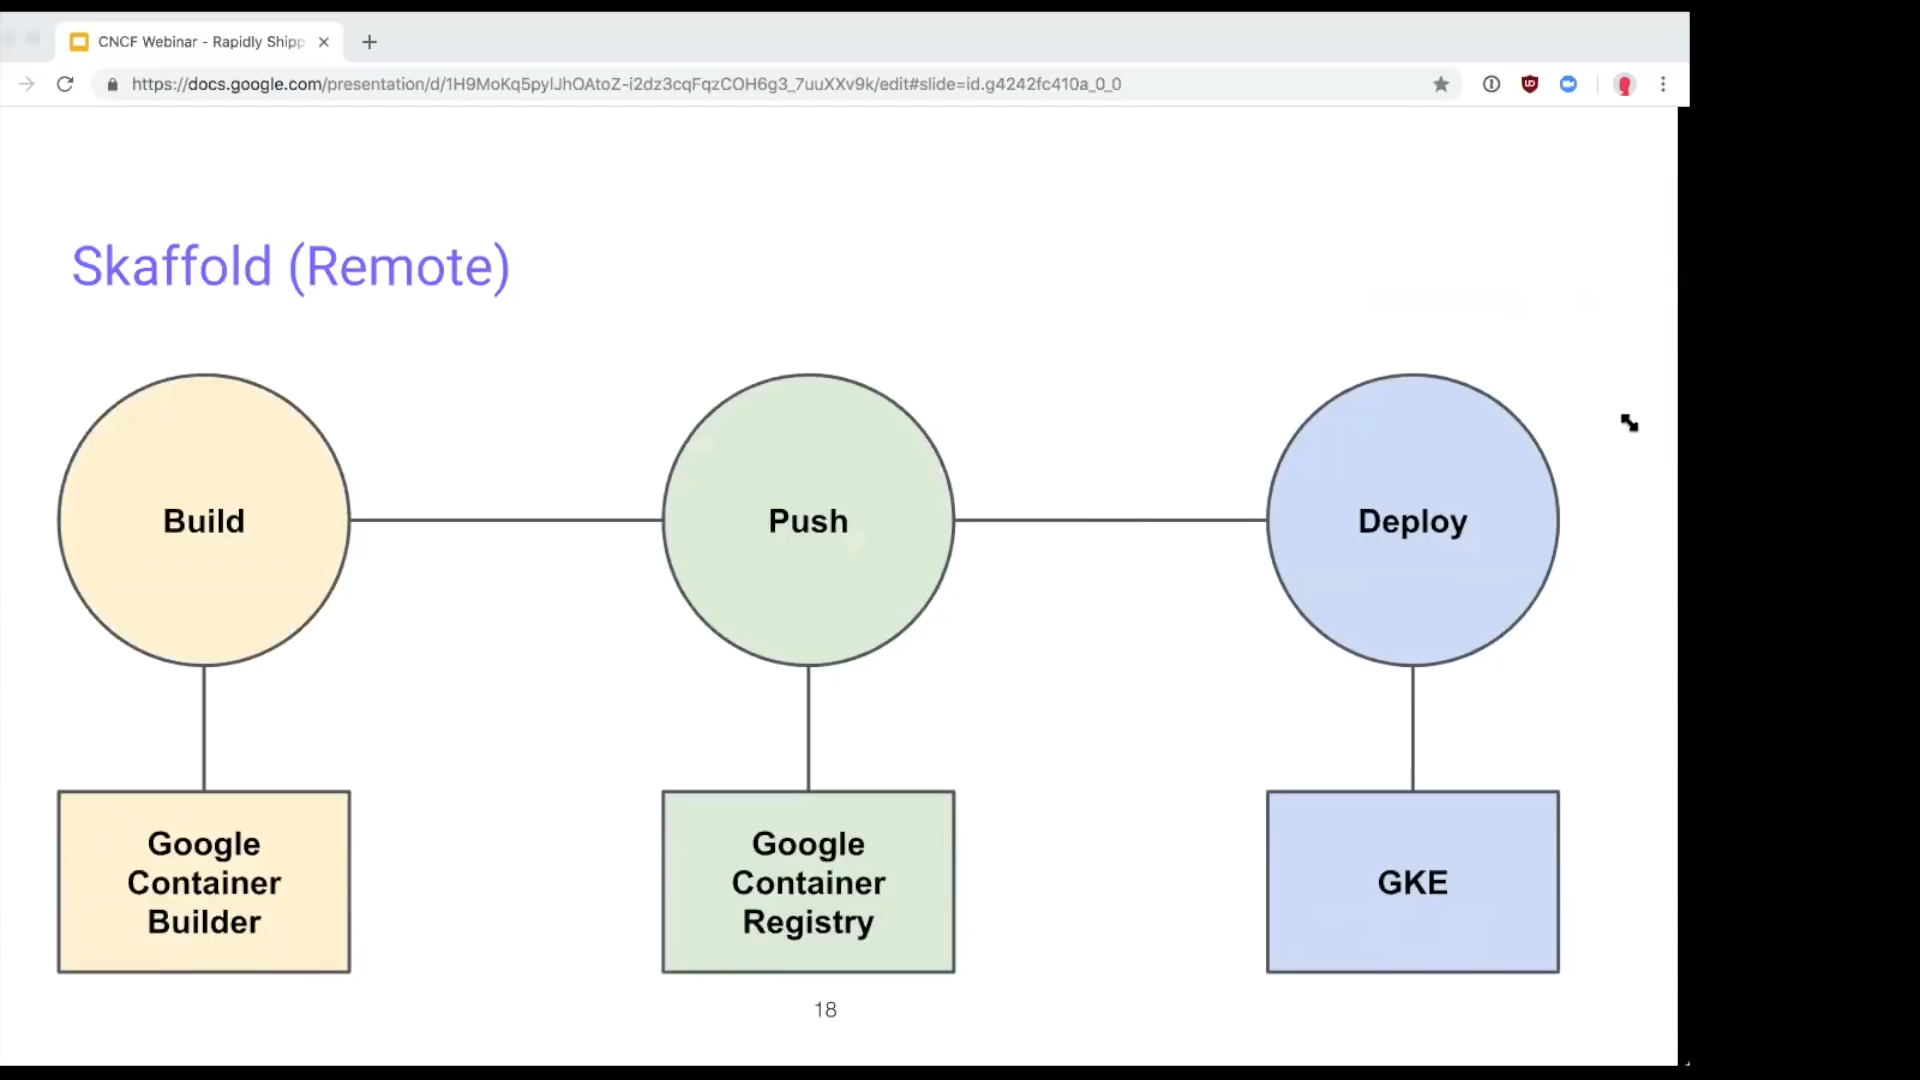 CNCF Webinar - Rapidly Shipp
https://docs.google.com/presentation/d/1H9MoKq5pylJhOAtoZ-i2dz3cqFqzCOH6g3_7uuXXv9k/edit#slide=id.g4242fc410a_0_0
Skaffold (Remote)
Build
Push
Deploy
Google
Container
Builder
Google
Container
Registry
GKE
18